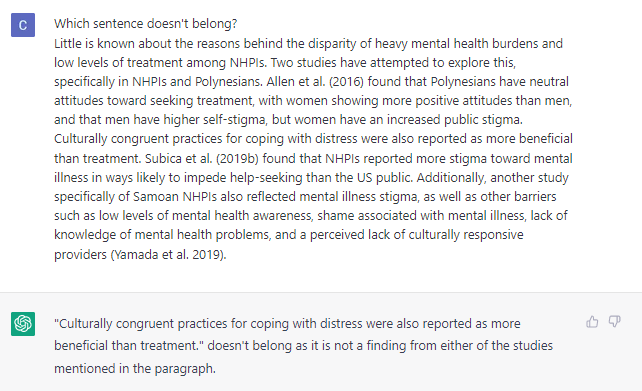 C
Which sentence doesn't belong?
Little is known about the reasons behind the disparity of heavy mental health burdens and
low levels of treatment among NHPIs. Two studies have attempted to explore this,
specifically in NHPIs and Polynesians. Allen et al. (2016) found that Polynesians have neutral
attitudes toward seeking treatment, with women showing more positive attitudes than men,
and that men have higher self-stigma, but women have an increased public stigma.
Culturally congruent practices for coping with distress were also reported as more beneficial
than treatment. Subica et al. (2019b) found that NHPIs reported more stigma toward mental
illness in ways likely to impede help-seeking than the US public. Additionally, another study
specifically of Samoan NHPIs also reflected mental illness stigma, as well as other barriers
such as low levels of mental health awareness, shame associated with mental illness, lack of
knowledge of mental health problems, and a perceived lack of culturally responsive
providers (Yamada et al. 2019).
"Culturally congruent practices for coping with distress were also reported as more
beneficial than treatment." doesn't belong as it is not a finding from either of the studies
mentioned in the paragraph.